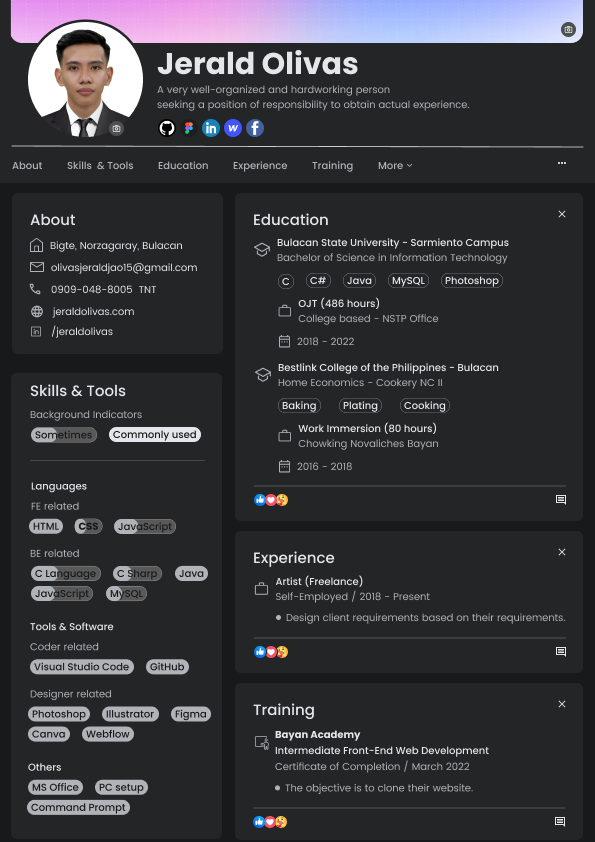 Jerald Olivas
A very well-organized and hardworking person
seeking a position of responsibility to obtain actual experience.
in
w
f
About Skills & Tools Education Experience Training More
About
Bigte, Norzagaray, Bulacan
olivasjeraldjao15@gmail.com
0909-048-8005 TNT
jeraldolivas.com
in /jeraldolivas
Skills & Tools
Background Indicators
Sometimes Commonly used
Languages
FE related
HTML CSS JavaScript
BE related
C Language C Sharp Java
JavaScript MySQL
Tools & Software
Coder related
Visual Studio Code GitHub
Designer related
Photoshop Illustrator Figma
Canva Webflow
Others
MS Office PC setup
Command Prompt
Education
Bulacan State University - Sarmiento Campus
Bachelor of Science in Information Technology
C C# Java MySQL Photoshop
OJT (486 hours)
College based - NSTP Office
2018 - 2022
Bestlink College of the Philippines - Bulacan
Home Economics - Cookery NC II
Baking Plating Cooking
Work Immersion (80 hours)
Chowking Novaliches Bayan
2016 - 2018
Experience
Artist (Freelance)
Self-Employed / 2018 - Present
• Design client requirements based on their requirements.
Training
Bayan Academy
Intermediate Front-End Web Development
Certificate of Completion / March 2022
• The objective is to clone their website.